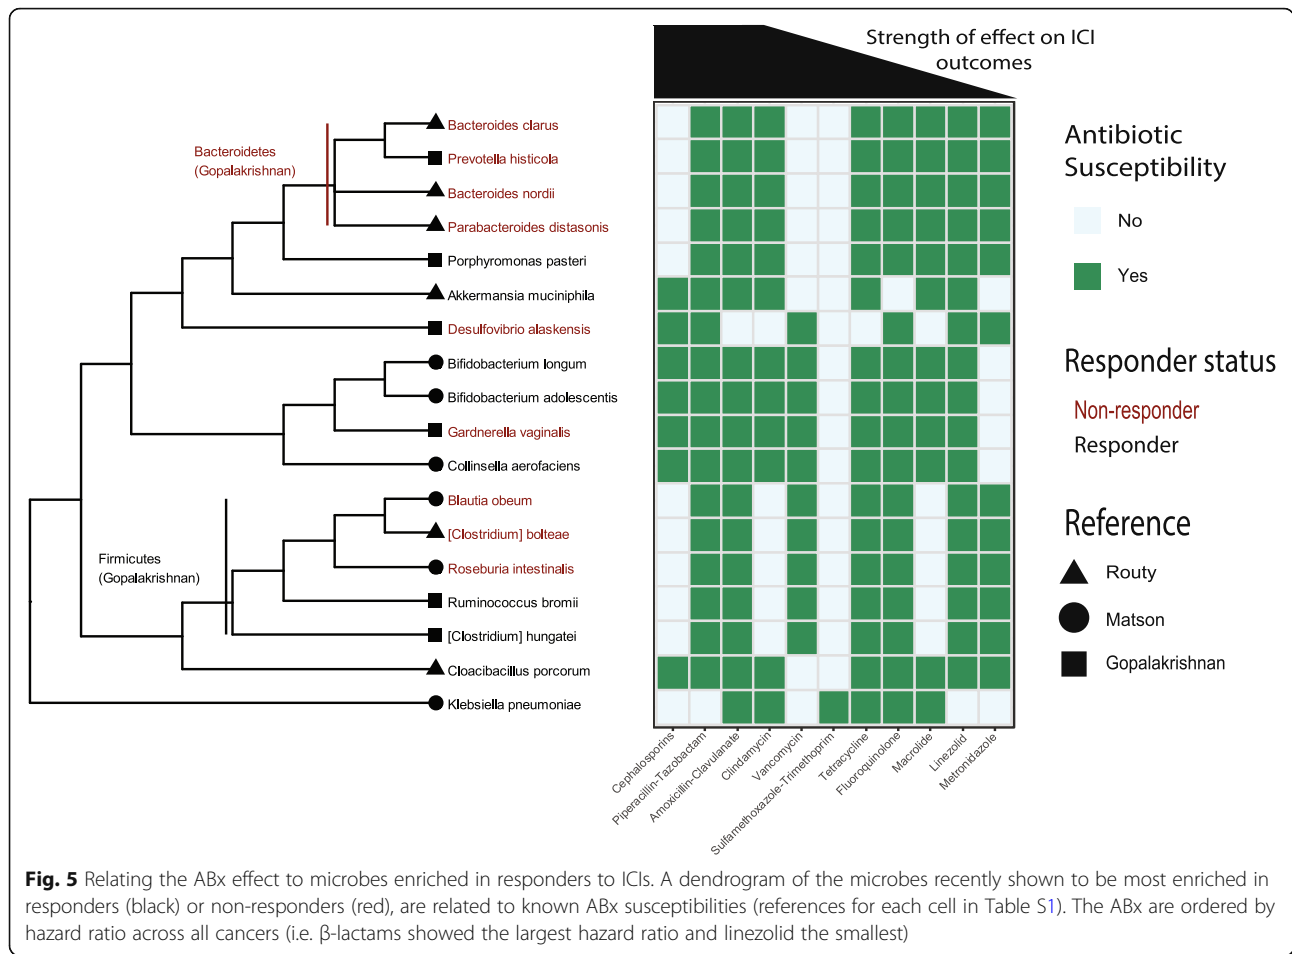 Strength of effect on ICI
outcomes
Bacteroidetes
(Gopalakrishnan)
Firmicutes
(Gopalakrishnan)
Bacteroides clarus
Prevotella histicola
Bacteroides nordii
Parabacteroides distasonis
Porphyromonas pasteri
Akkermansia muciniphila
Desulfovibrio alaskensis
Bifidobacterium longum
Bifidobacterium adolescentis
Gardnerella vaginalis
Collinsella aerofaciens
Blautia obeum
[Clostridium] bolteae
Roseburia intestinalis
Ruminococcus bromii
[Clostridium] hungatei
Cloacibacillus porcorum
Klebsiella pneumoniae
Cephalosporins
Piperacillin-Tazobactam
Amoxicillin-Clavulanate
Clindamycin
Vancomycin
Sulfamethoxazole-Trimethoprim
Tetracycline
Fluoroquinolone
Macrolide
Linezolid
Metronidazole
Antibiotic
Susceptibility
No
Yes
Responder status
Non-responder
Responder
Reference
Routy
Matson
Gopalakrishnan
Fig. 5 Relating the ABx effect to microbes enriched in responders to ICIs. A dendrogram of the microbes recently shown to be most enriched in
responders (black) or non-responders (red), are related to known ABx susceptibilities (references for each cell in Table S1). The ABx are ordered by
hazard ratio across all cancers (i.e. β-lactams showed the largest hazard ratio and linezolid the smallest)